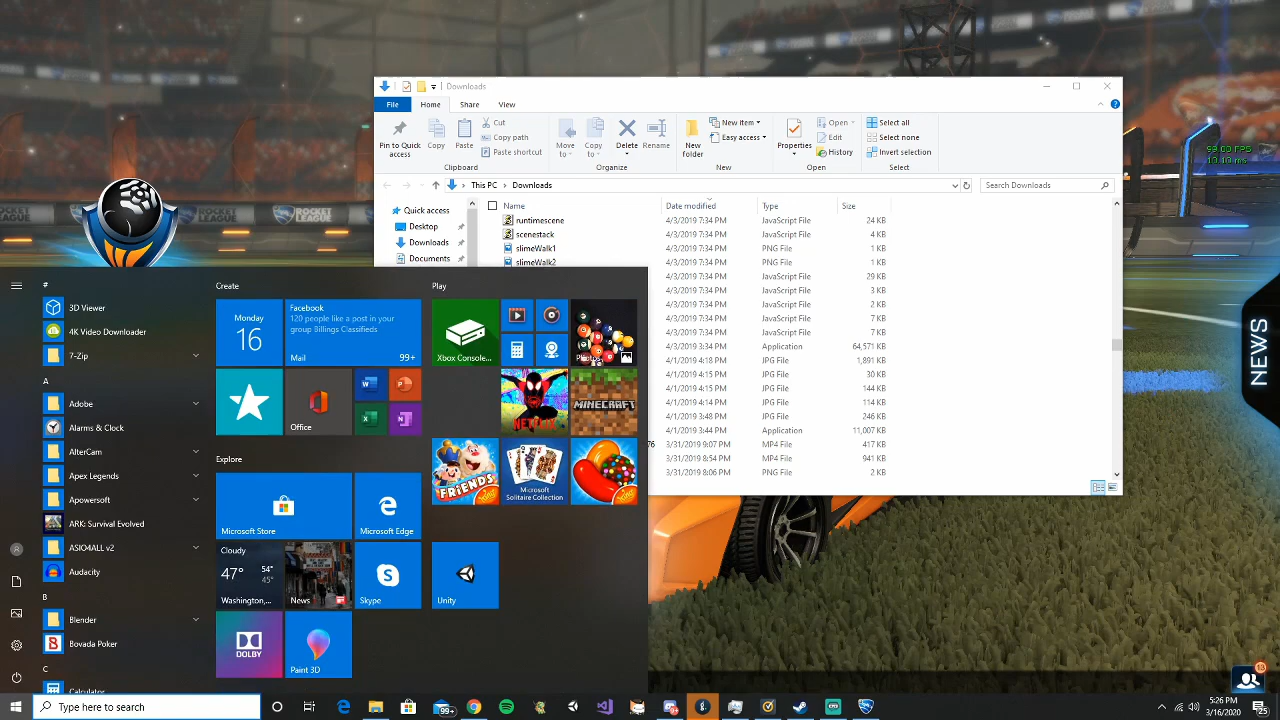 Downloads
File
Home
Share
View
Pin to Quick access
Copy
Paste
Cut
Copy path
Paste shortcut
Clipboard
Move to
Copy to
Delete
Rename
Organize
New folder
New item
Easy access
New
Properties
Open
Edit
History
Open
Select all
Select none
Invert selection
Select
This PC > Downloads
Search Downloads
99.00 FPS
10.10 ms
Quick access
Desktop
Downloads
Documents
Name Date modified Type Size
runtimescene 4/3/2019 7:34 PM JavaScript File 24 KB
scenestack 4/3/2019 7:34 PM JavaScript File 4 KB
slimeWalk1 4/3/2019 7:34 PM PNG File 1 KB
slimeWalk2 4/3/2019 7:34 PM PNG File 1 KB
4/3/2019 7:34 PM JavaScript File 29 KB
4/3/2019 7:34 PM JavaScript File 3 KB
4/3/2019 7:34 PM JavaScript File 2 KB
4/3/2019 7:34 PM JavaScript File 7 KB
4/3/2019 7:34 PM JavaScript File 7 KB
4/3/2019 3:34 PM Application 64,571 KB
4/1/2019 4:18 PM JPG File 1,891 KB
4/1/2019 4:15 PM JPG File 30 KB
4/1/2019 4:15 PM JPG File 144 KB
4/1/2019 4:14 PM JPG File 114 KB
4/1/2019 3:48 PM JPG File 246 KB
4/1/2019 3:44 PM Application 11,007 KB
76 3/31/2019 9:07 PM MP4 File 417 KB
3/31/2019 8:54 PM MP4 File 941 KB
3/31/2019 8:06 PM PNG File 2 KB
ROCKET LEAGUE
ROCKET LEAGUE
NEWS
#
3D Viewer
4K Video Downloader
7-Zip
A
Adobe
Alarms & Clock
AlterCam
Apex Legends
Apowersoft
ARK: Survival Evolved
ASIO4ALL v2
Audacity
B
Blender
Bovada Poker
C
Calculator
Create
Monday
16
Facebook
120 people like a post in your
group Billings Classifieds
Mail 99+
Office
Explore
Microsoft Store
Microsoft Edge
Cloudy
47° 54°
45°
Washington,...
News
Skype
DOLBY
Paint 3D
Play
Xbox Console...
Photos
NETFLIX
MINECRAFT
FRIENDS
Microsoft
Solitaire Collection
Unity
13
Type here to search
99+
5:26 PM
3/16/2020